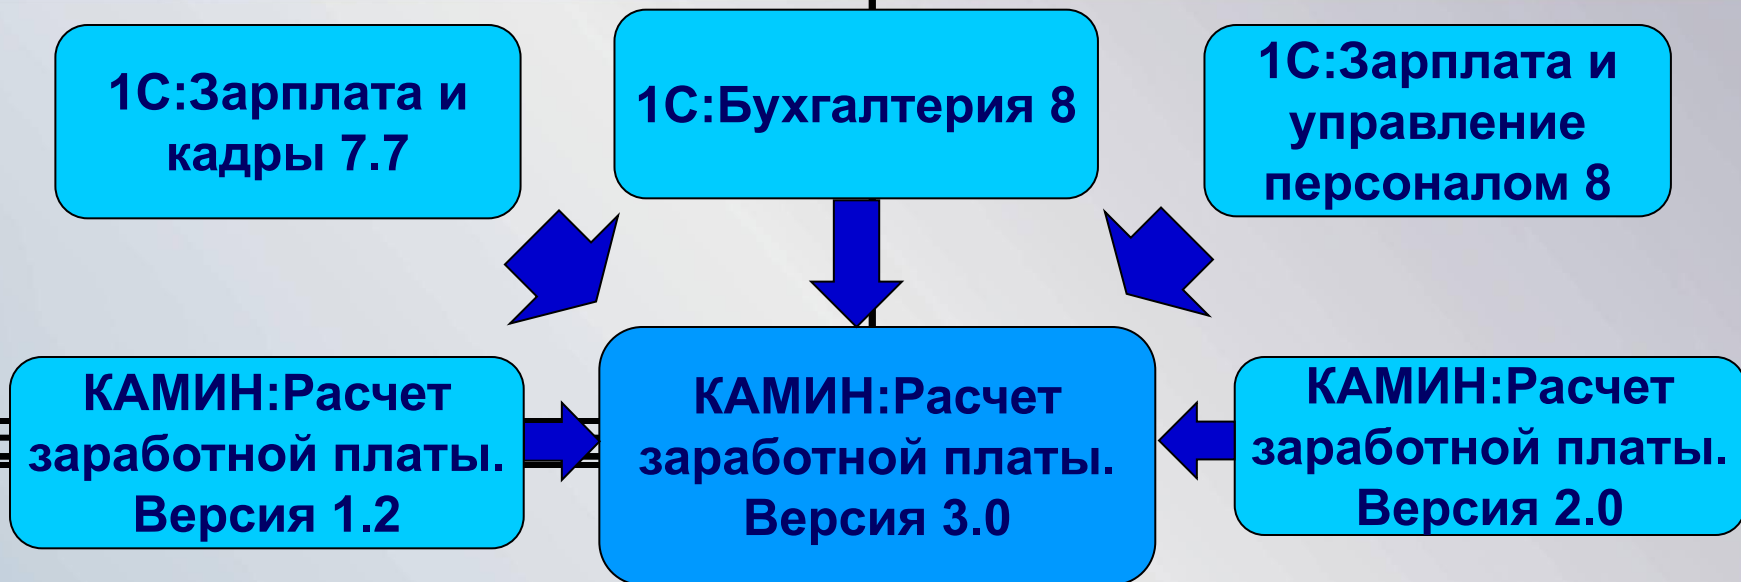 1С:Зарплата и
кадры 7.7
1С:Бухгалтерия 8
1С:Зарплата и
управление
персоналом 8
КАМИН:Расчет
заработной платы.
Версия 1.2
КАМИН:Расчет
заработной платы.
Версия 3.0
КАМИН:Расчет
заработной платы.
Версия 2.0